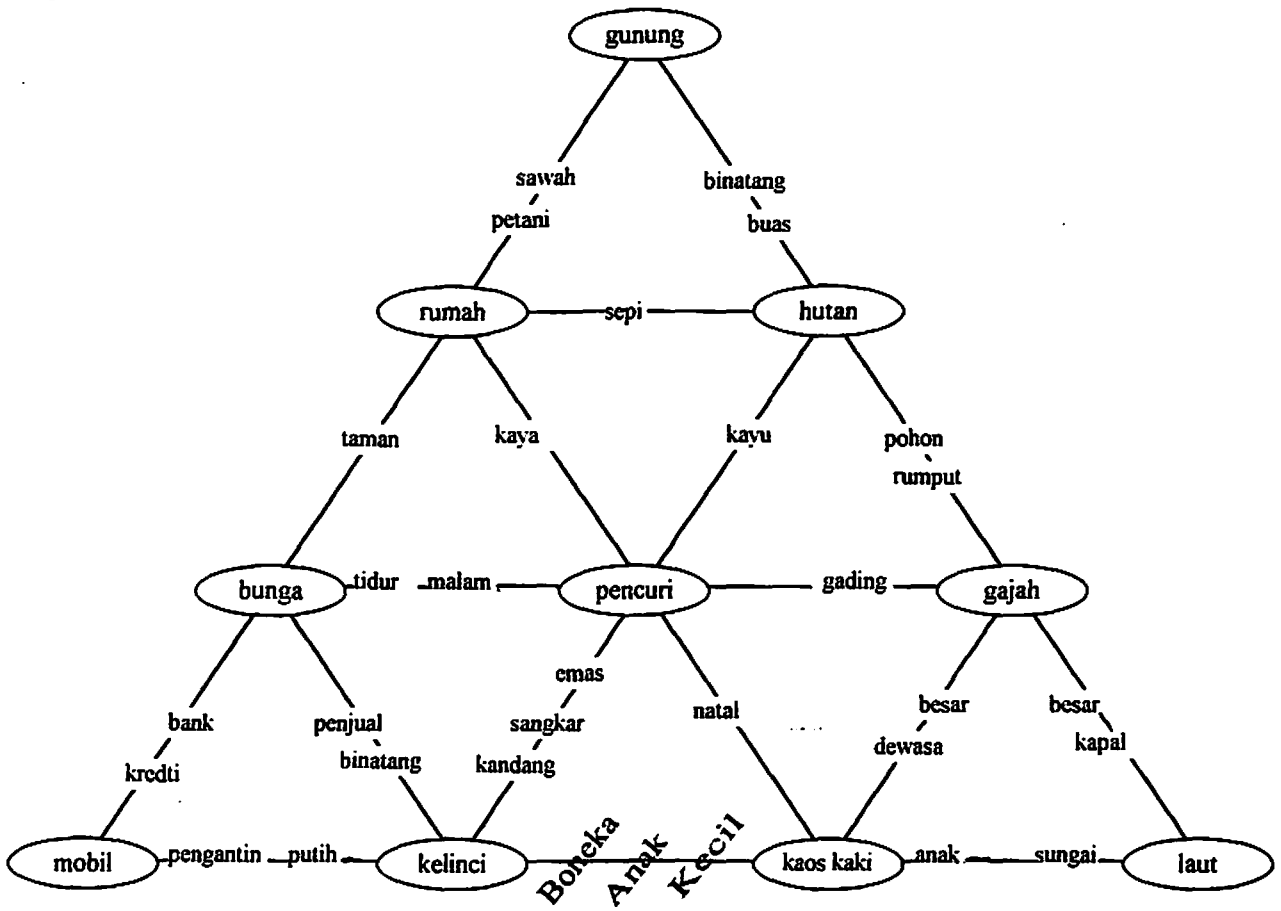 gunung
sawah
binatang
petani
buas
rumah
sepi
hutan
taman
kaya
kayu
pohon
rumput
bunga
tidur
malam
pencuri
gading
gajah
emas
bank
penjual
sangkar
natal
besar
besar
binatang
kandang
dewasa
kapal
kredti
mobil
pengantin
putih
kelinci
Boneka
Anak
Kecil
kaos kaki
anak
sungai
laut